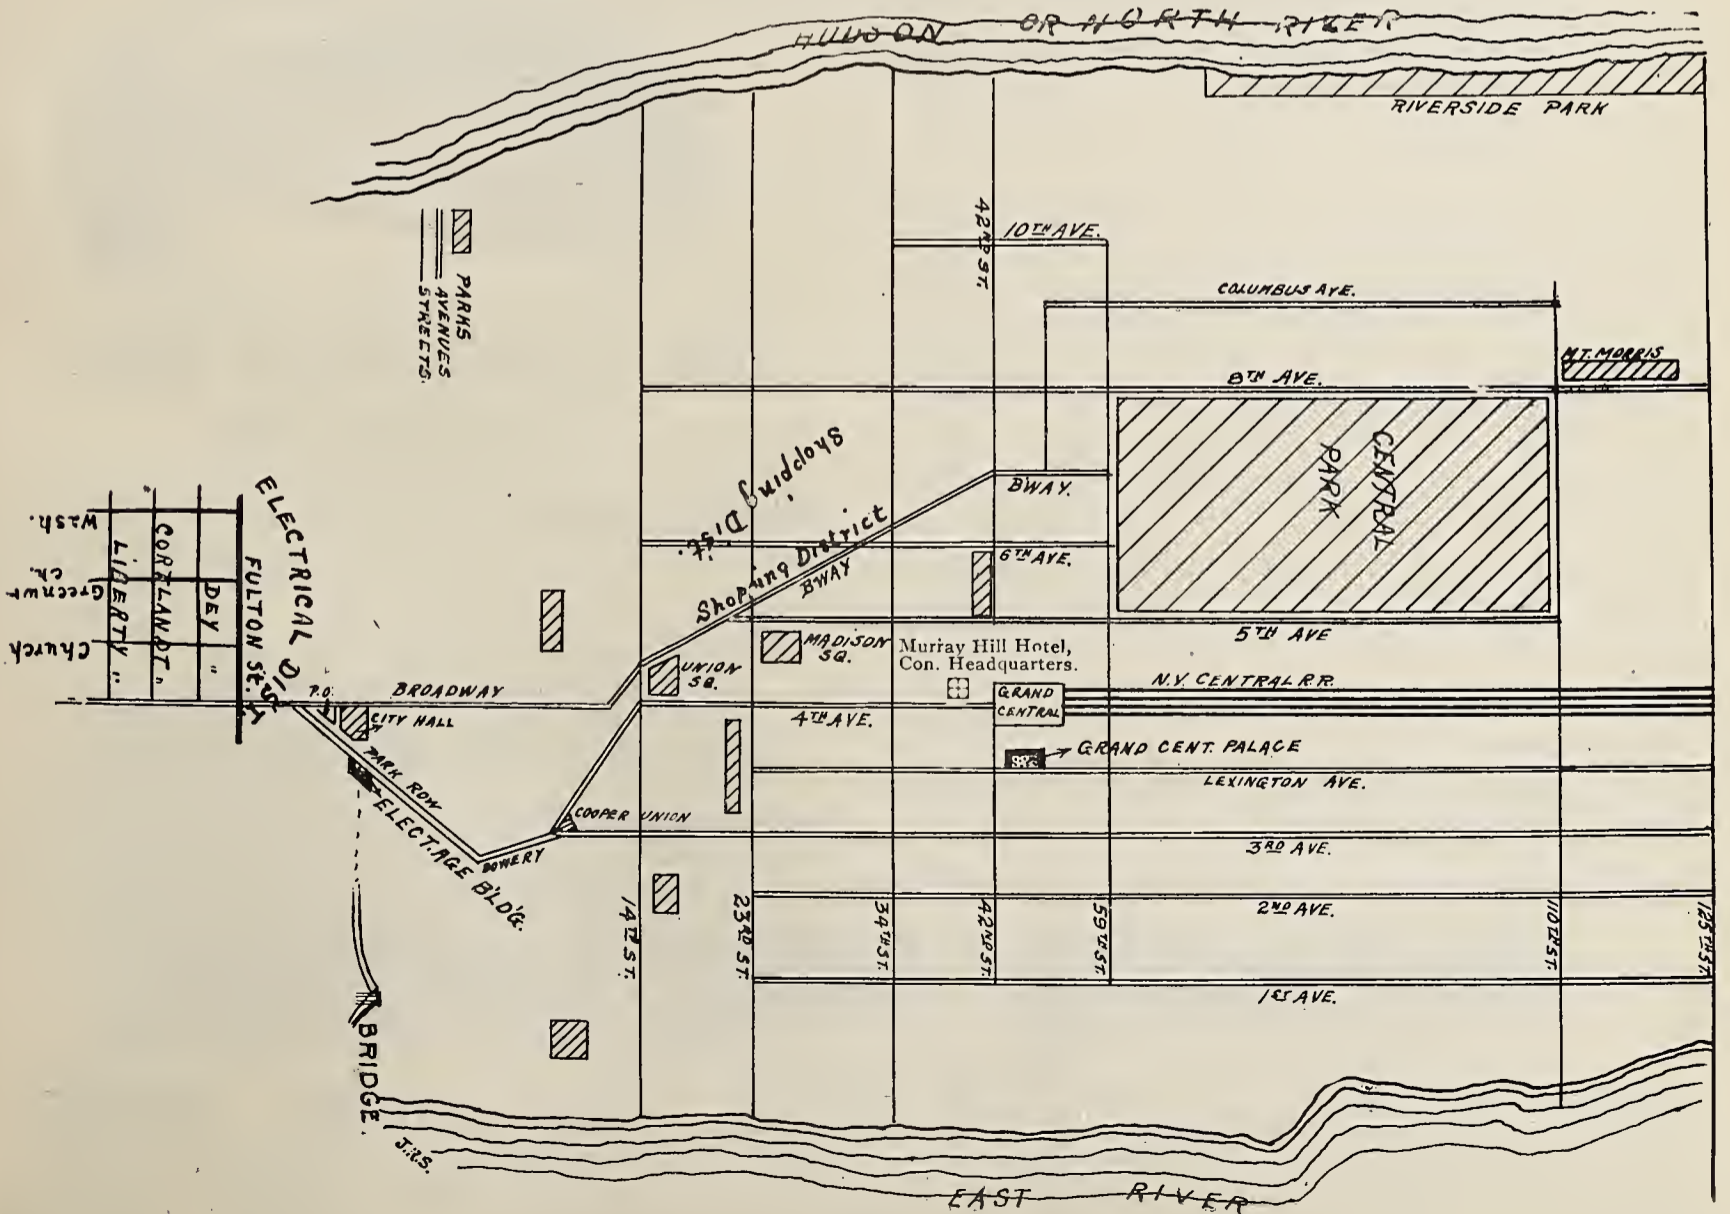 HUDSON OR NORTH RIVER
RIVERSIDE PARK
42ND ST.
10TH AVE.
COLUMBUS AVE.
MT. MORRIS
8TH AVE.
PARKS
AVENUES
STREETS.
CENTRAL
PARK
Shopping Dist.
BWAY.
Shopping District
BWAY
6TH AVE.
5TH AVE
MADISON
SQ.
Murray Hill Hotel,
Con. Headquarters.
UNION
SQ.
N.Y. CENTRAL R.R.
GRAND
CENTRAL
4TH AVE.
GRAND CENT. PALACE
LEXINGTON AVE.
ELECTRICAL DIST.
FULTON ST.
DEY "
CORTLANDT "
LIBERTY "
Wash.
Greenw
Ch.
Church
P.O.
BROADWAY
CITY HALL
PARK ROW
ELECT. AGE B'LD'G.
COOPER UNION
BOWERY
3RD AVE.
2ND AVE.
1ST AVE.
14TH ST.
23RD ST.
34TH ST.
42ND ST.
59TH ST.
110TH ST.
125TH ST.
BRIDGE.
J.R.S.
EAST RIVER